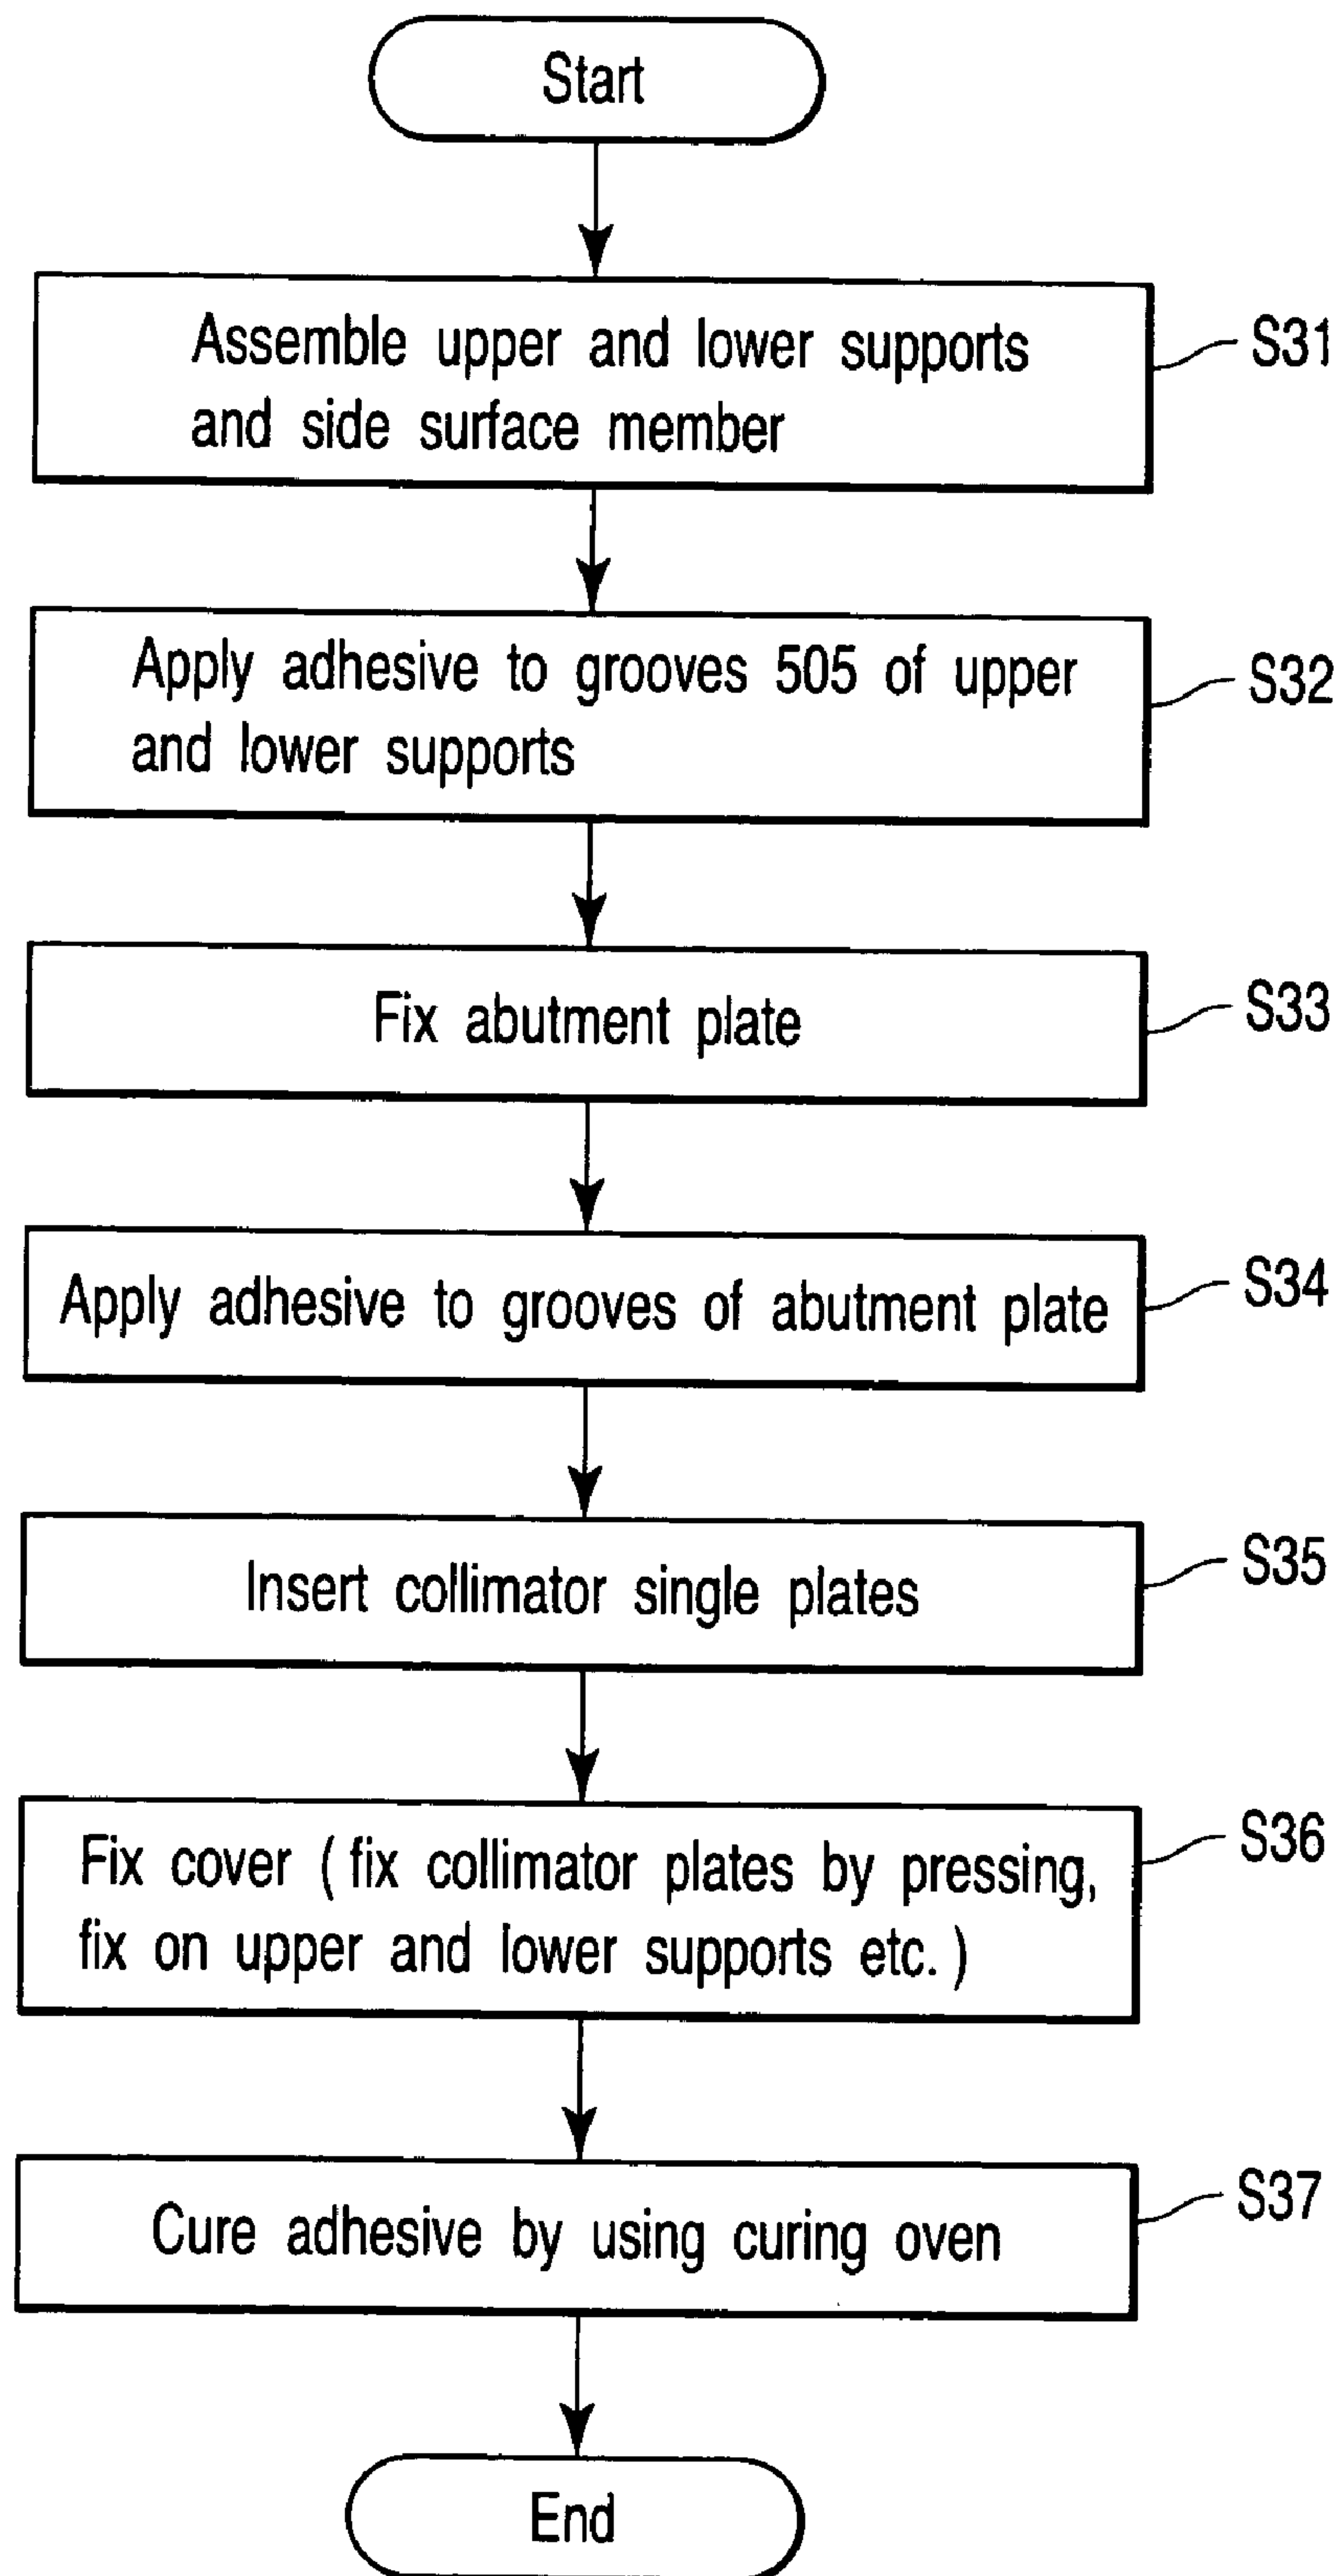 Start
Assemble upper and lower supports
and side surface member
S31
Apply adhesive to grooves 505 of upper
and lower supports
S32
Fix abutment plate
S33
Apply adhesive to grooves of abutment plate
S34
Insert collimator single plates
S35
Fix cover ( fix collimator plates by pressing,
fix on upper and lower supports etc. )
S36
Cure adhesive by using curing oven
S37
End